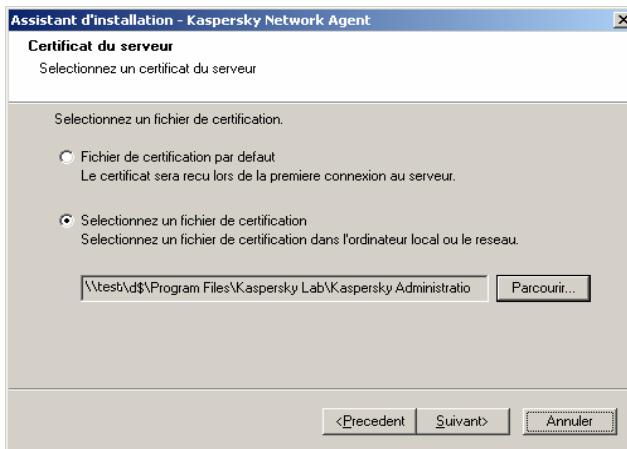 Assistant d'installation - Kaspersky Network Agent
Certificat du serveur
Selectionnez un certificat du serveur
Selectionnez un fichier de certification.
Fichier de certification par defaut
Le certificat sera recu lors de la premiere connexion au serveur.
Selectionnez un fichier de certification
Selectionnez un fichier de certification dans l'ordinateur local ou le reseau.
\\test\d$\Program Files\Kaspersky Lab\Kaspersky Administratio Parcourir...
<Precedent Suivant> Annuler